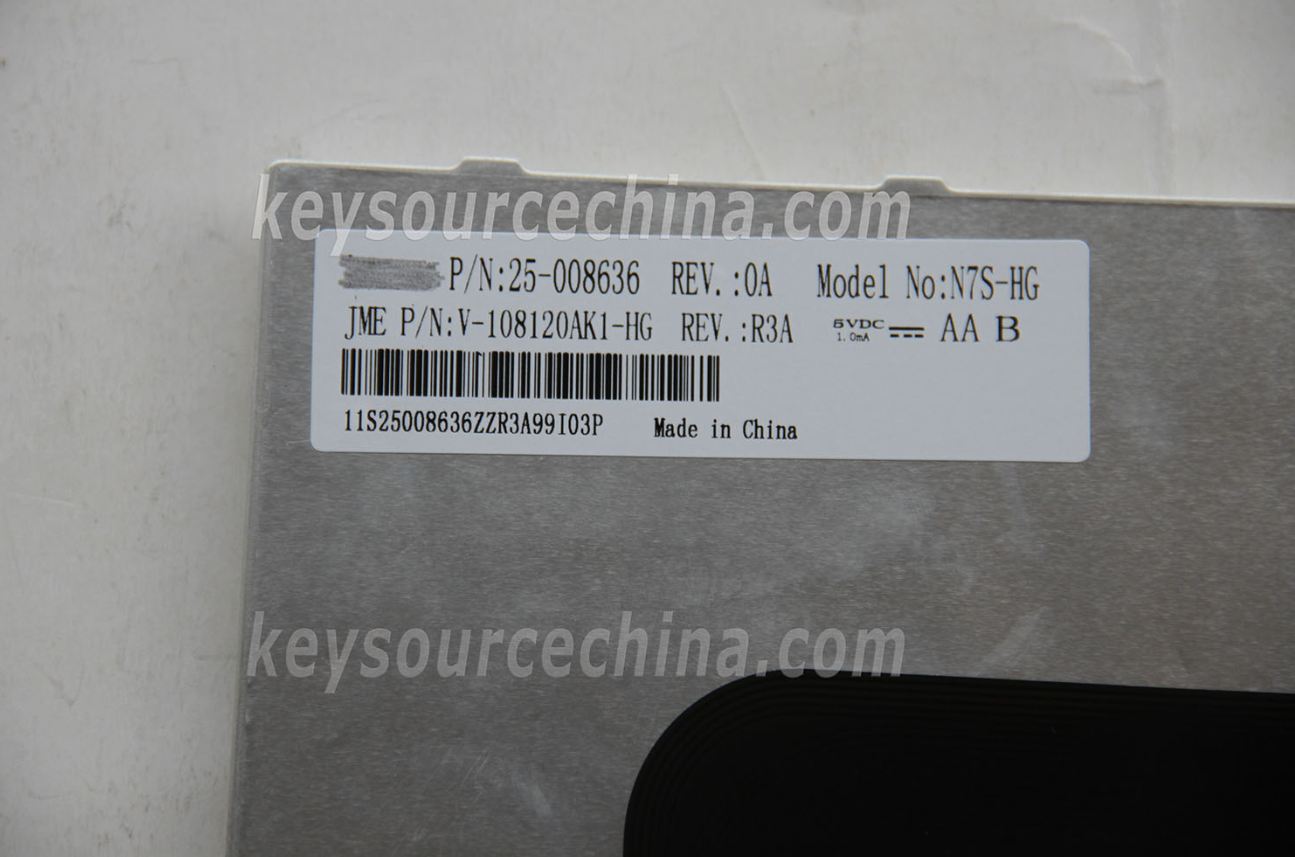 keysourcechina.com
P/N:25-008636 REV.:0A Model No:N7S-HG
JME P/N:V-108120AK1-HG REV.:R3A 5VDC 1.0mA AA B
11S25008636ZZR3A99I03P Made in China
keysourcechina.com